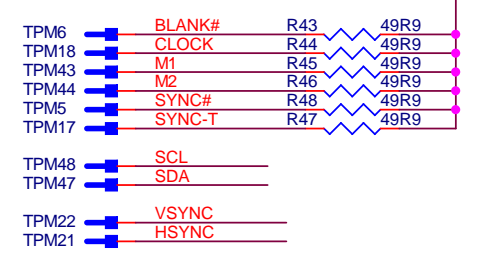 TPM6 BLANK# R43 49R9
TPM18 CLOCK R44 49R9
TPM43 M1 R45 49R9
TPM44 M2 R46 49R9
TPM5 SYNC# R48 49R9
TPM17 SYNC-T R47 49R9
TPM48 SCL
TPM47 SDA
TPM22 VSYNC
TPM21 HSYNC